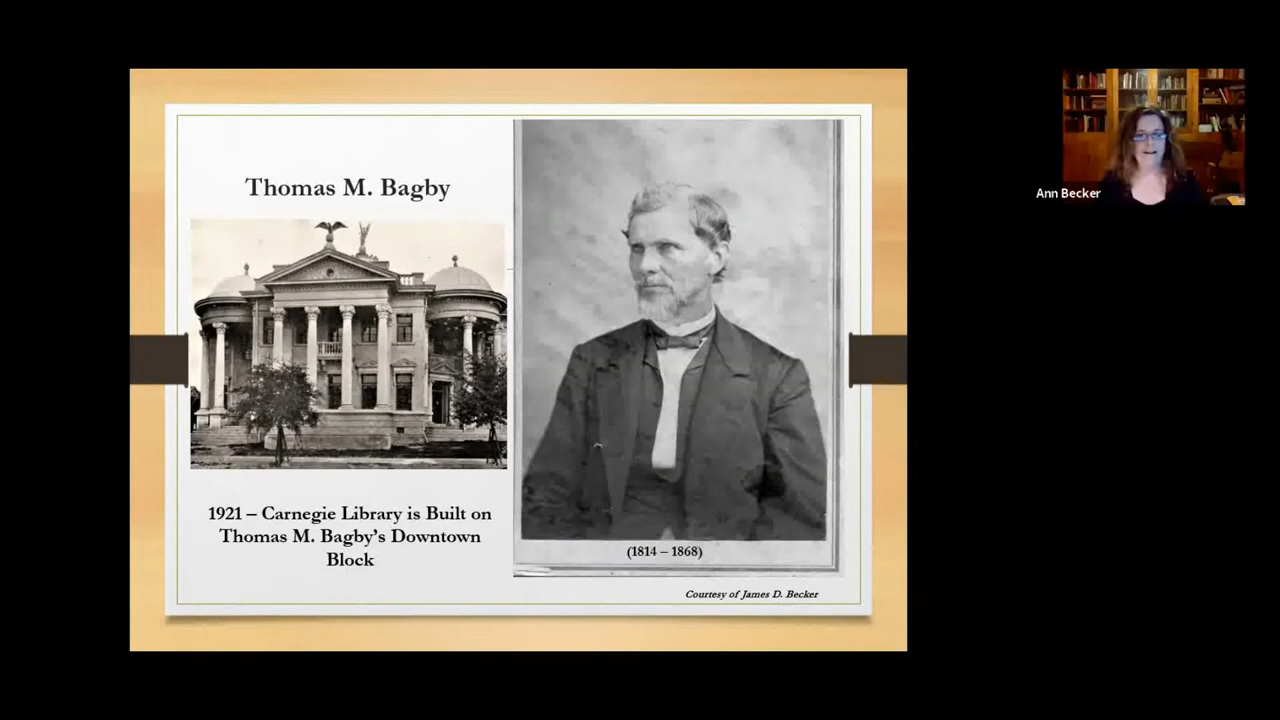 Thomas M. Bagby
1921 – Carnegie Library is Built on
Thomas M. Bagby’s Downtown
Block
(1814 – 1868)
Courtesy of James D. Becker
Ann Becker